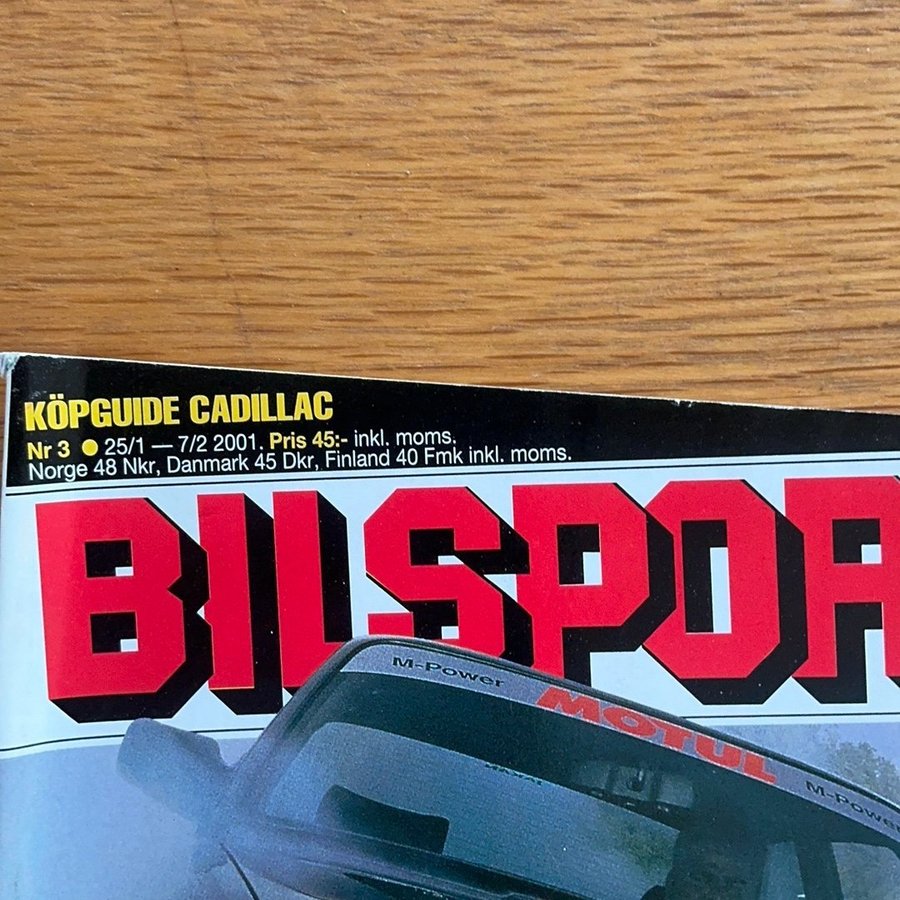 KÖPGUIDE CADILLAC
Nr 3 ● 25/1 — 7/2 2001. Pris 45:- inkl. moms.
Norge 48 Nkr, Danmark 45 Dkr, Finland 40 Fmk inkl. moms.
BILSPOR
M-Power MOTUL M-Power